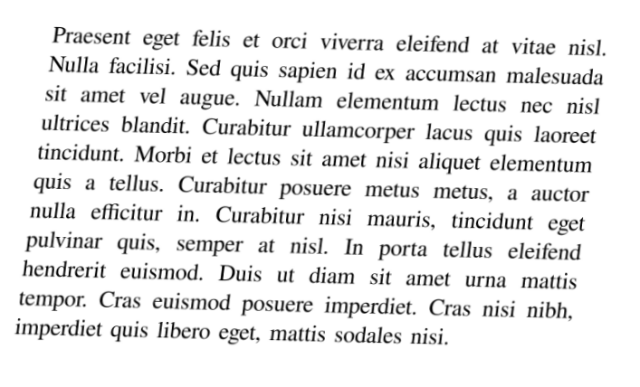 Praesent eget felis et orci viverra eleifend at vitae nisl.
Nulla facilisi. Sed quis sapien id ex accumsan malesuada
sit amet vel augue. Nullam elementum lectus nec nisl
ultrices blandit. Curabitur ullamcorper lacus quis laoreet
tincidunt. Morbi et lectus sit amet nisi aliquet elementum
quis a tellus. Curabitur posuere metus metus, a auctor
nulla efficitur in. Curabitur nisi mauris, tincidunt eget
pulvinar quis, semper at nisl. In porta tellus eleifend
hendrerit euismod. Duis ut diam sit amet urna mattis
tempor. Cras euismod posuere imperdiet. Cras nisi nibh,
imperdiet quis libero eget, mattis sodales nisi.